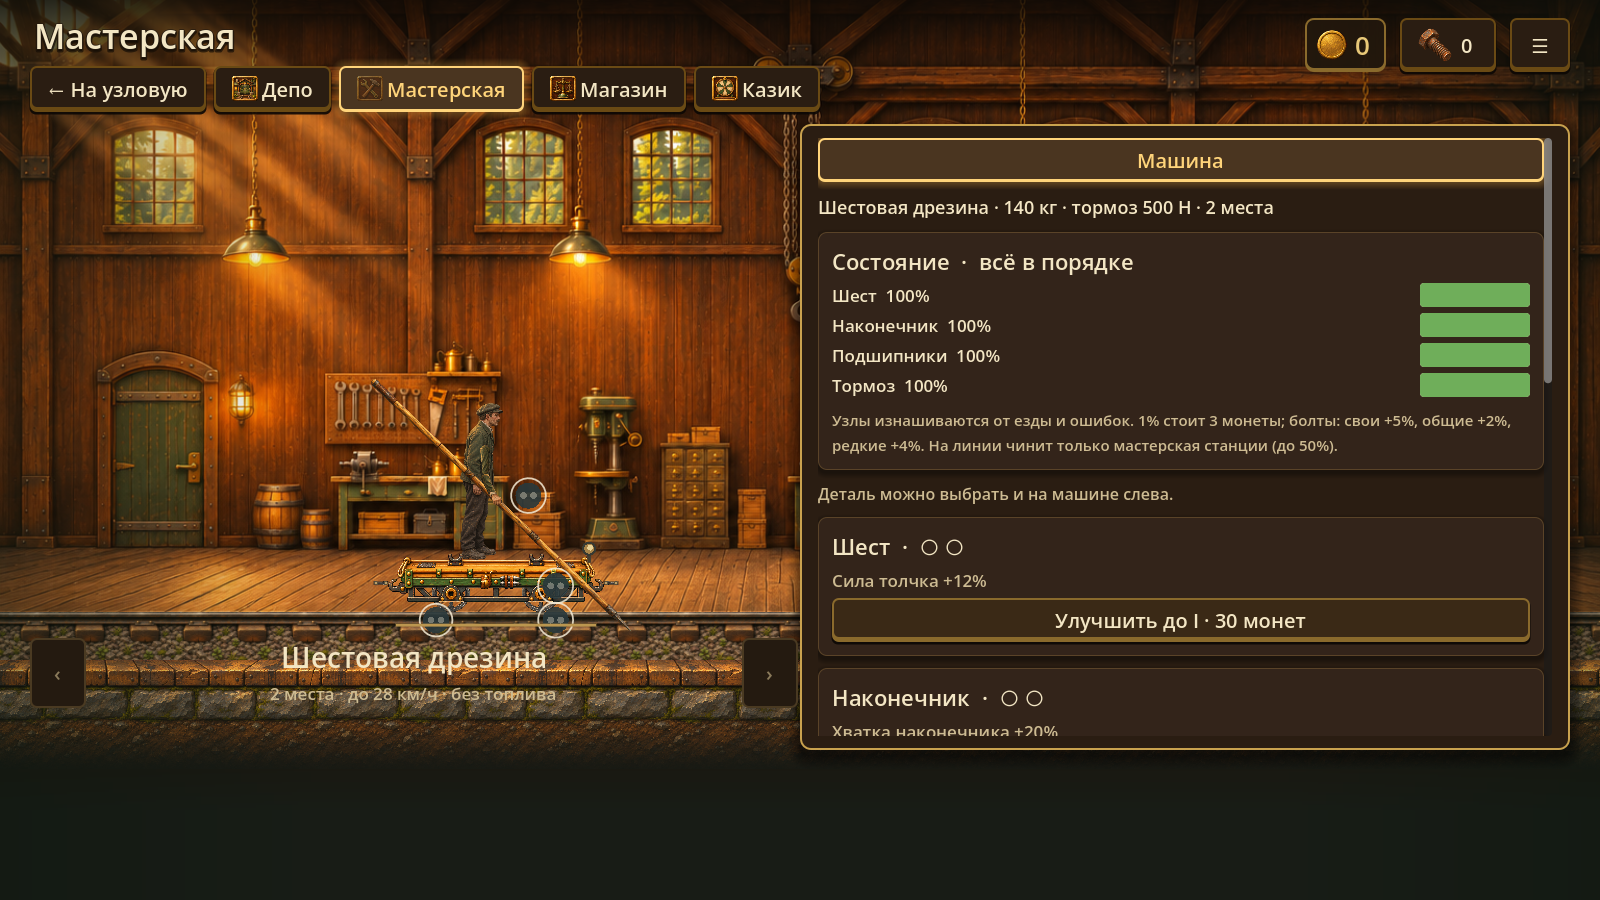 Мастерская
0
0
☰
← На узловую
Депо
Мастерская
Магазин
Казик
Машина
Шестовая дрезина · 140 кг · тормоз 500 Н · 2 места
Состояние · всё в порядке
Шест 100%
Наконечник 100%
Подшипники 100%
Тормоз 100%
Узлы изнашиваются от езды и ошибок. 1% стоит 3 монеты; болты: свои +5%, общие +2%,
редкие +4%. На линии чинит только мастерская станции (до 50%).
Деталь можно выбрать и на машине слева.
Шест · ○ ○
Сила толчка +12%
Улучшить до I · 30 монет
Наконечник · ○ ○
Хватка наконечника +20%
‹
Шестовая дрезина
2 места · до 28 км/ч · без топлива
›